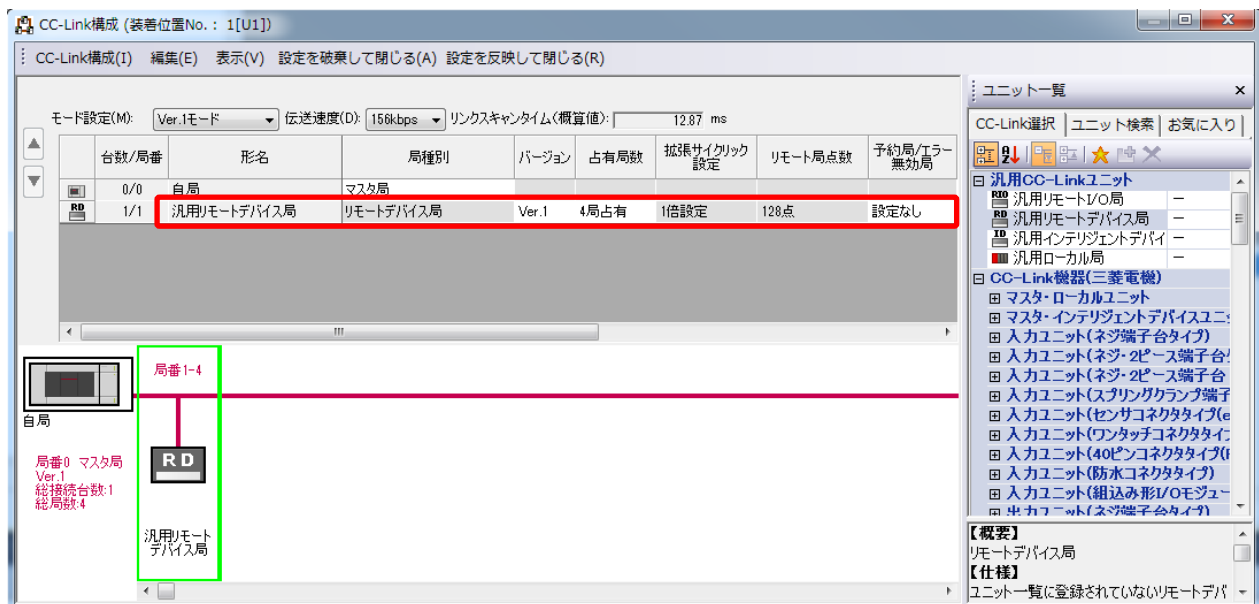 CC-Link構成 (装着位置No. : 1[U1])
CC-Link構成(I) 編集(E) 表示(V) 設定を破棄して閉じる(A) 設定を反映して閉じる(R)
モード設定(M): Ver.1モード 伝送速度(D): 156kbps リンクスキャンタイム(概算値): 12.87 ms
台数/局番 形名 局種別 バージョン 占有局数 拡張サイクリック設定 リモート局点数 予約局/エラー無効局
0/0 自局 マスタ局
RD 1/1 汎用リモートデバイス局 リモートデバイス局 Ver.1 4局占有 1倍設定 128点 設定なし
局番1-4
自局
局番0 マスタ局
Ver.1
総接続台数:1
総局数:4
RD
汎用リモート
デバイス局
ユニット一覧
CC-Link選択 ユニット検索 お気に入り
汎用CC-Linkユニット
RIO 汎用リモートI/O局 -
RD 汎用リモートデバイス局 -
ID 汎用インテリジェントデバイ -
汎用ローカル局 -
CC-Link機器(三菱電機)
マスタ・ローカルユニット
マスタ・インテリジェントデバイスユニ
入力ユニット(ネジ端子台タイプ)
入力ユニット(ネジ・2ピース端子台
入力ユニット(ネジ・2ピース端子台
入力ユニット(スプリングクランプ端子
入力ユニット(センサコネクタタイプ(e
入力ユニット(ワンタッチコネクタタイ
入力ユニット(40ピンコネクタタイプ(
入力ユニット(防水コネクタタイプ)
入力ユニット(組込み形I/Oモジュー
出力ユニット(ネジ端子台タイプ)
【概要】
リモートデバイス局
【仕様】
ユニット一覧に登録されていないリモートデバ